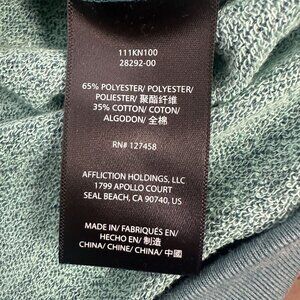 111KN100
28292-00
65% POLYESTER/ POLYESTER/
POLIESTER/ 聚酯纤维
35% COTTON/ COTON/
ALGODON/ 全棉
RN# 127458
AFFLICTION HOLDINGS, LLC
1799 APOLLO COURT
SEAL BEACH, CA 90740. US
MADE IN/ FABRIQUÉS EN/
HECHO EN/ 制造
CHINA/ CHINE/ CHINA/ 中國